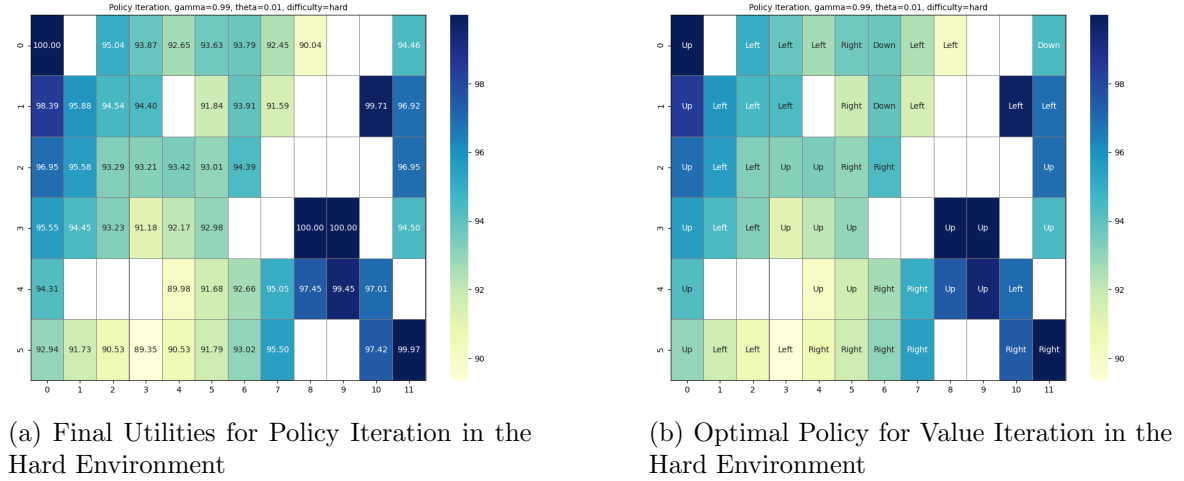 Policy Iteration, gamma=0.99, theta=0.01, difficulty=hard
0 100.00 95.04 93.87 92.65 93.63 93.79 92.45 90.04 94.46
1 98.39 95.88 94.54 94.40 91.84 93.91 91.59 99.71 96.92
2 96.95 95.58 93.29 93.21 93.42 93.01 94.39 96.95
3 95.55 94.45 93.23 91.18 92.17 92.98 100.00 100.00 94.50
4 94.31 89.98 91.68 92.66 95.05 97.45 99.45 97.01
5 92.94 91.73 90.53 89.35 90.53 91.79 93.02 95.50 97.42 99.97
0 1 2 3 4 5 6 7 8 9 10 11
98
96
94
92
90
(a) Final Utilities for Policy Iteration in the
Hard Environment
Policy Iteration, gamma=0.99, theta=0.01, difficulty=hard
0 Up Left Left Left Right Down Left Left Down
1 Up Left Left Left Right Down Left Left Left
2 Up Left Left Up Up Right Right Up
3 Up Left Left Up Up Up Up Up Up
4 Up Up Up Right Right Up Up Left
5 Up Left Left Left Right Right Right Right Right Right
0 1 2 3 4 5 6 7 8 9 10 11
98
96
94
92
90
(b) Optimal Policy for Value Iteration in the
Hard Environment